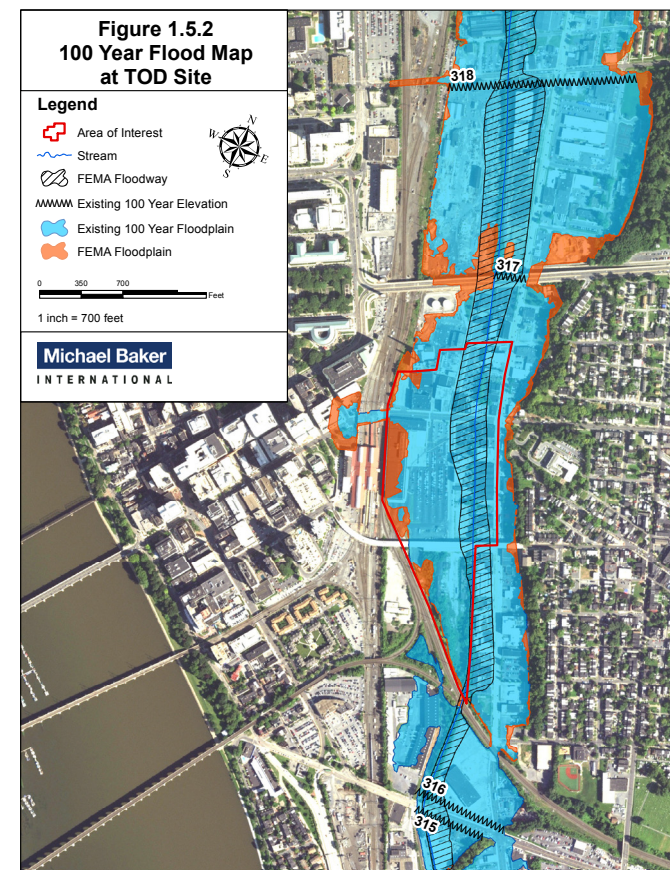 Figure 1.5.2
100 Year Flood Map
at TOD Site
Legend
Area of Interest
Stream
FEMA Floodway
Existing 100 Year Elevation
Existing 100 Year Floodplain
FEMA Floodplain
N
W
E
S
0 350 700
Feet
1 inch = 700 feet
Michael Baker
INTERNATIONAL
318
317
316
315